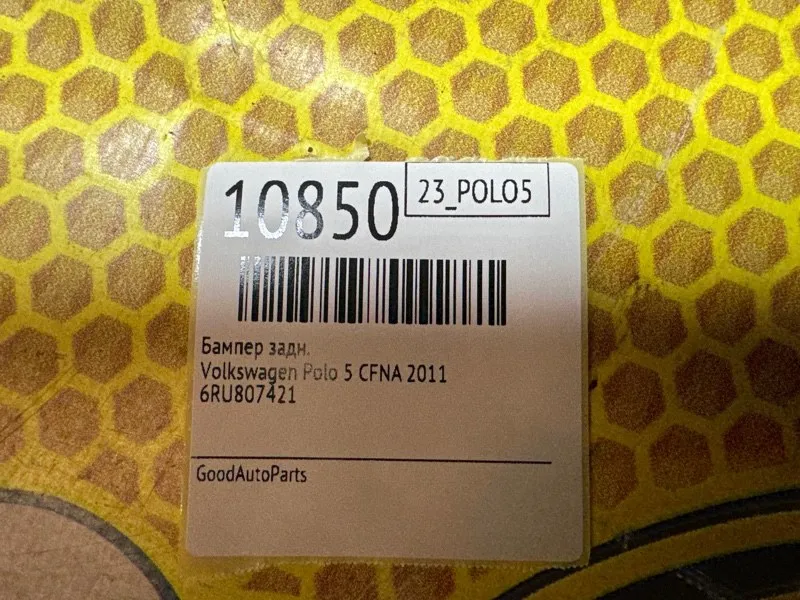 10850
23_POLO5
Бампер задн.
Volkswagen Polo 5 CFNA 2011
6RU807421
GoodAutoParts